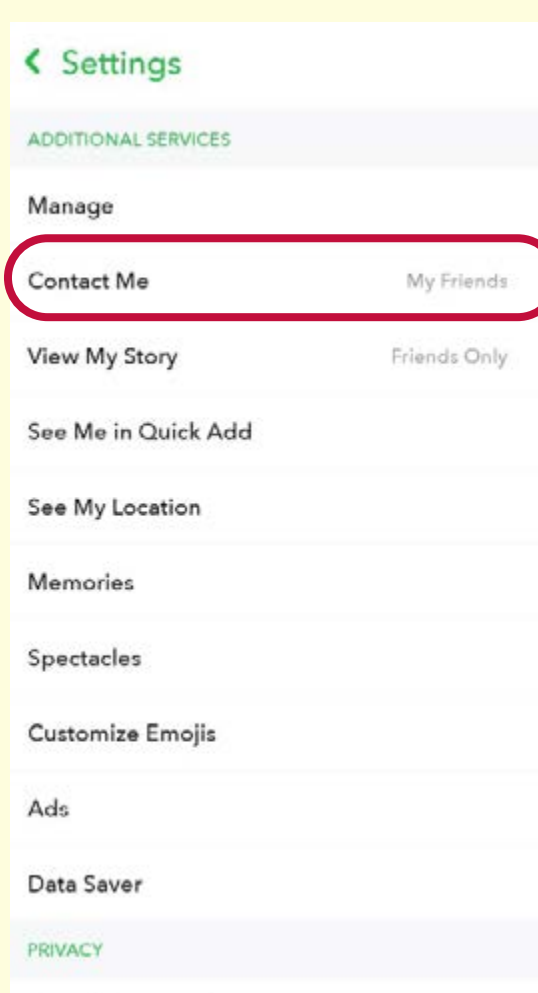 Settings
ADDITIONAL SERVICES
Manage
Contact Me My Friends
View My Story Friends Only
See Me in Quick Add
See My Location
Memories
Spectacles
Customize Emojis
Ads
Data Saver
PRIVACY